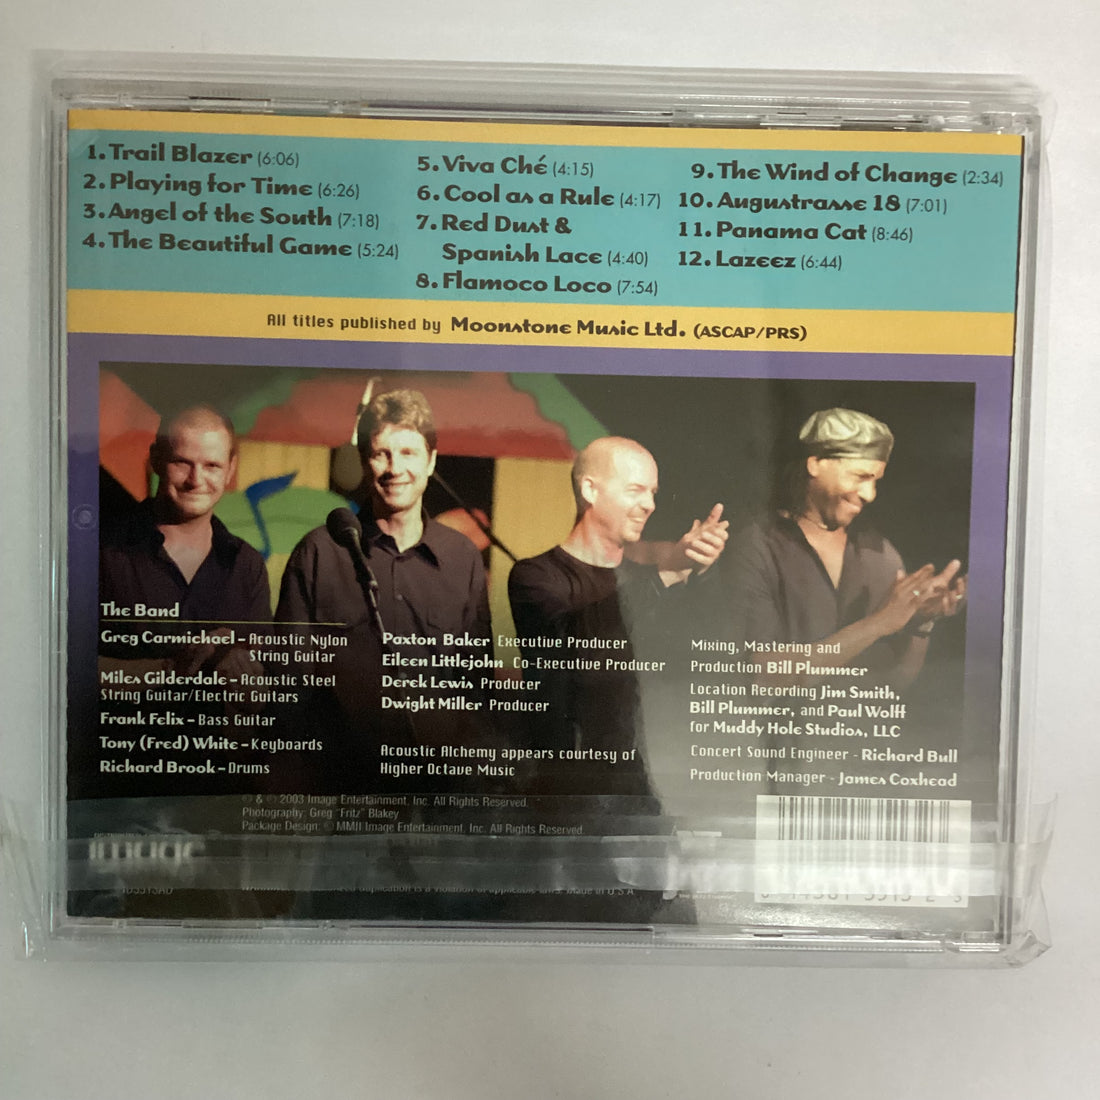 1. Trail Blazer (6:06)
2. Playing for Time (6:26)
3. Angel of the South (7:18)
4. The Beautiful Game (5:24)
5. Viva Ché (4:15)
6. Cool as a Rule (4:17)
7. Red Dust &
Spanish Lace (4:40)
8. Flamoco Loco (7:54)
9. The Wind of Change (2:34)
10. Augustrasse 18 (7:01)
11. Panama Cat (8:46)
12. Lazeez (6:44)
All titles published by Moonstone Music Ltd. (ASCAP/PRS)
The Band
Greg Carmichael – Acoustic Nylon
String Guitar
Miles Gilderdale – Acoustic Steel
String Guitar/Electric Guitars
Frank Felix – Bass Guitar
Tony (Fred) White – Keyboards
Richard Brook – Drums
Paxton Baker Executive Producer
Eileen Littlejohn Co-Executive Producer
Derek Lewis Producer
Dwight Miller Producer
Acoustic Alchemy appears courtesy of
Higher Octave Music
Mixing, Mastering and
Production Bill Plummer
Location Recording Jim Smith,
Bill Plummer, and Paul Wolff
for Muddy Hole Studios, LLC
Concert Sound Engineer - Richard Bull
Production Manager - James Coxhead
© & ℗ 2003 Image Entertainment, Inc. All Rights Reserved.
Photography: Greg "Fritz" Blakey
Package Design: © MMII Image Entertainment, Inc. All Rights Reserved.
image
duplication is a violation of applicable laws. Made in U.S.A.